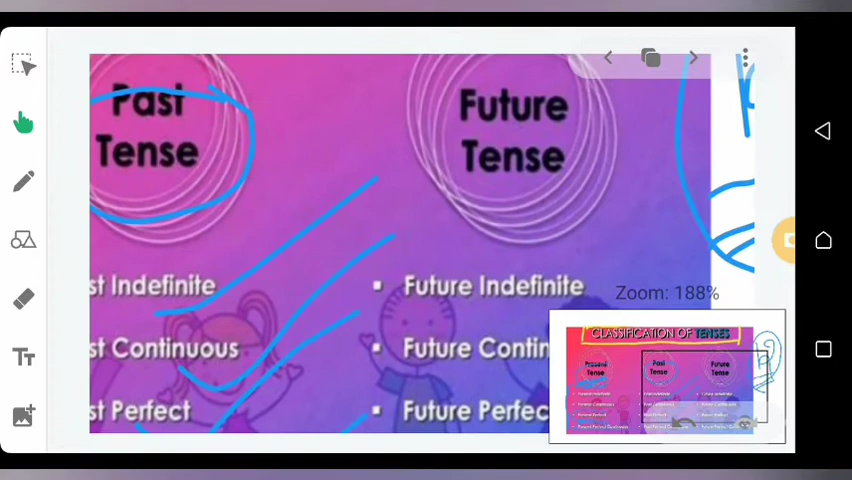 Past
Tense
Future
Tense
st Indefinite
Future Indefinite
Zoom: 188%
st Continuous
Future Contin
st Perfect
Future Perfec
Tt
CLASSIFICATION OF TENSES
Present
Tense
Past
Tense
Future
Tense